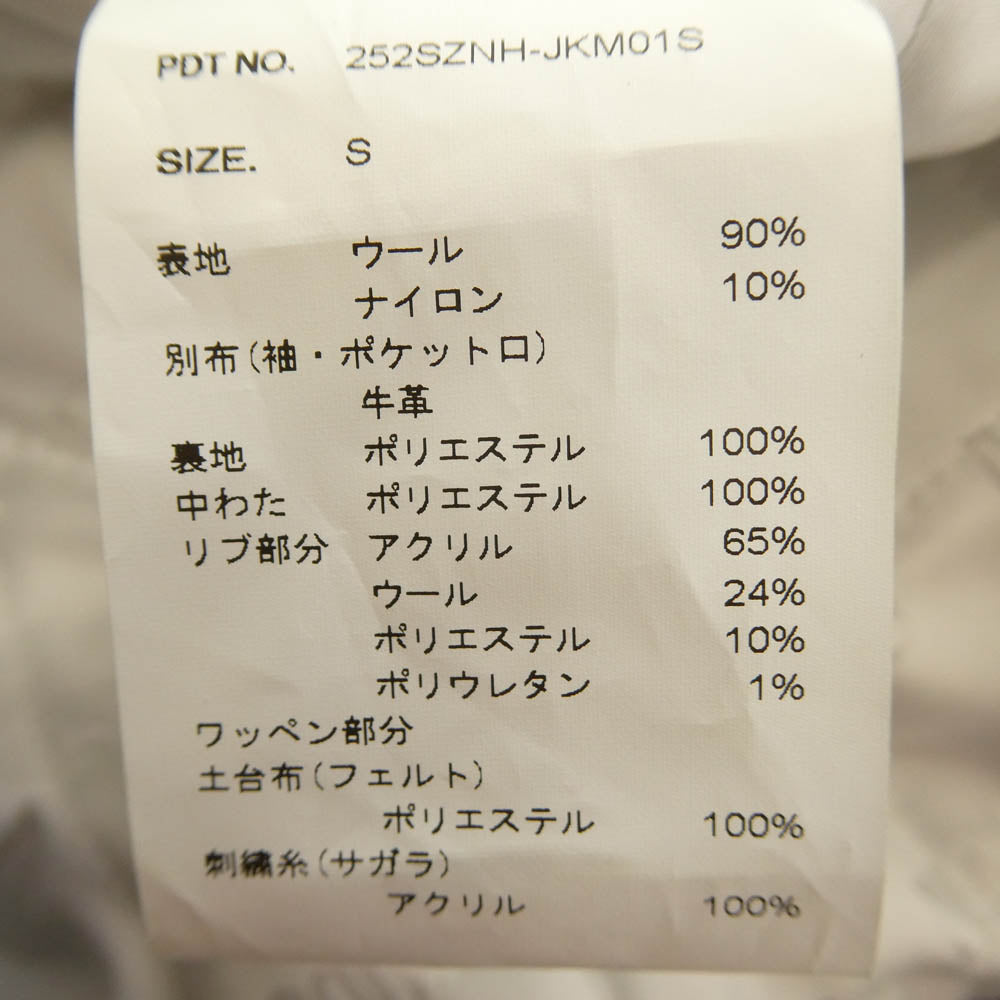 PDT NO. 252SZNH-JKM01S
SIZE. S
表地 ウール 90%
ナイロン 10%
別布(袖・ポケット口)
牛革
裏地 ポリエステル 100%
中わた ポリエステル 100%
リブ部分 アクリル 65%
ウール 24%
ポリエステル 10%
ポリウレタン 1%
ワッペン部分
土台布(フェルト)
ポリエステル 100%
刺繍糸(サガラ)
アクリル 100%